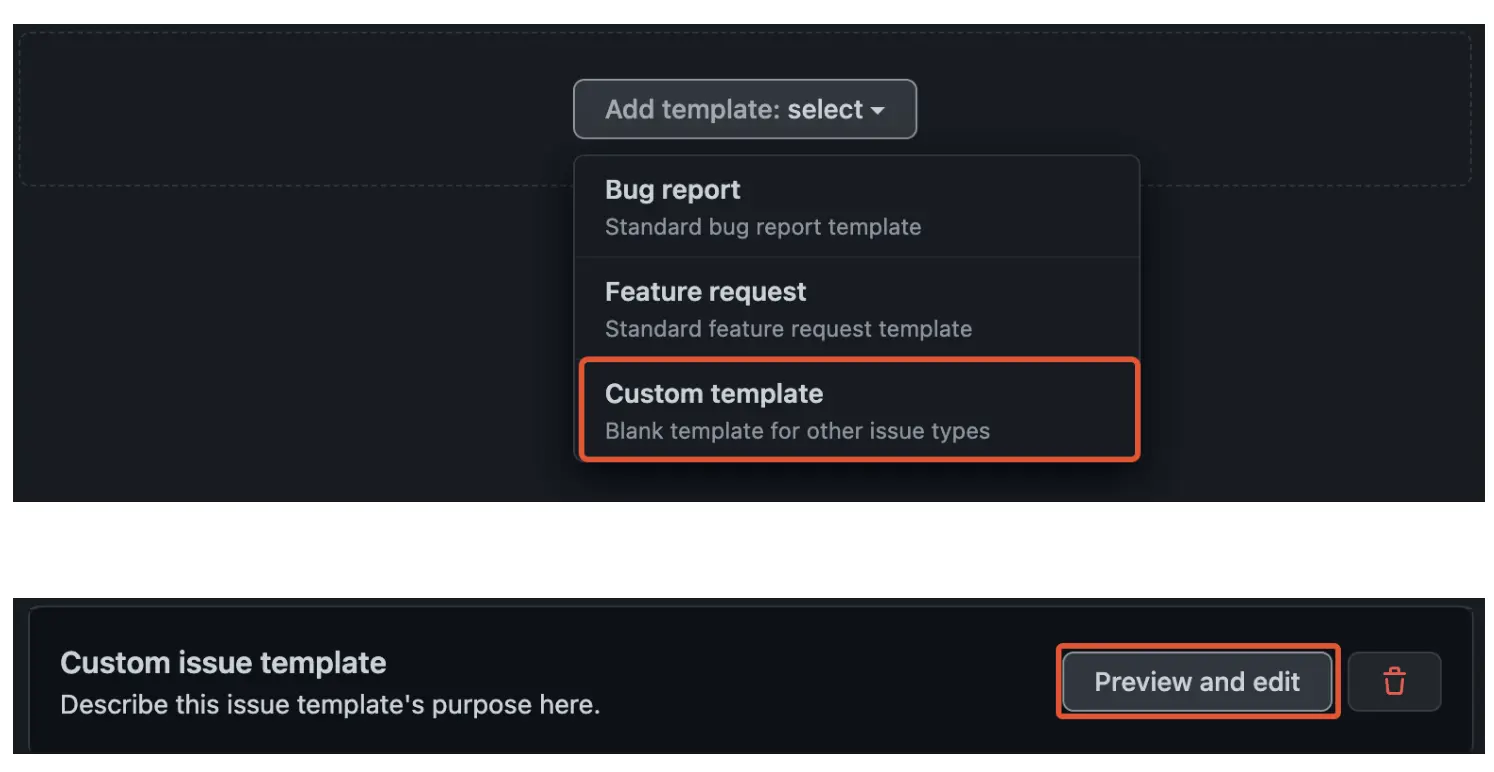 Add template: select
Bug report
Standard bug report template
Feature request
Standard feature request template
Custom template
Blank template for other issue types
Custom issue template
Describe this issue template's purpose here.
Preview and edit